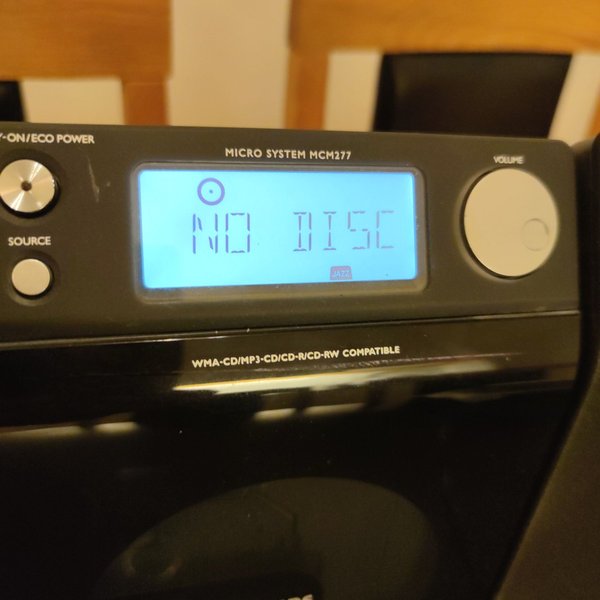 Y-ON/ECO POWER
MICRO SYSTEM MCM277
VOLUME
SOURCE
NO DISC
JAZZ
WMA-CD/MP3-CD/CD-R/CD-RW COMPATIBLE